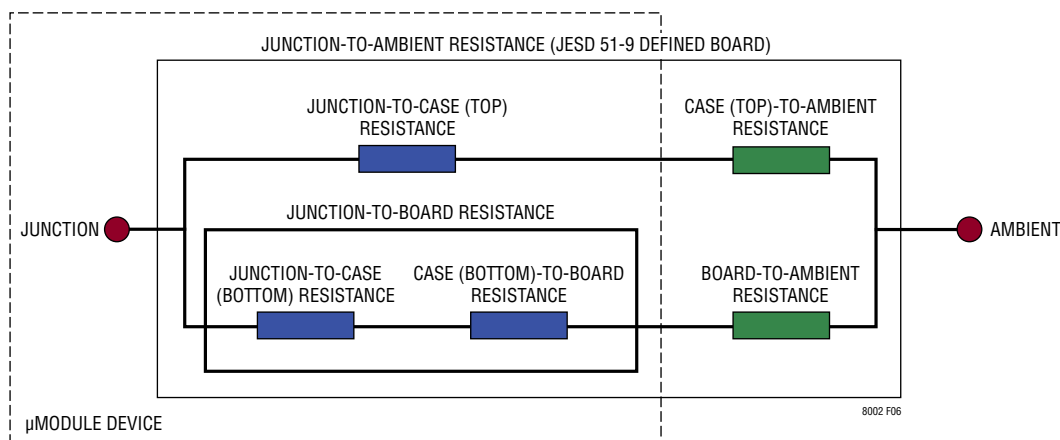 JUNCTION-TO-AMBIENT RESISTANCE (JESD 51-9 DEFINED BOARD)
JUNCTION-TO-CASE (TOP)
RESISTANCE
CASE (TOP)-TO-AMBIENT
RESISTANCE
JUNCTION-TO-BOARD RESISTANCE
JUNCTION
AMBIENT
JUNCTION-TO-CASE
(BOTTOM) RESISTANCE
CASE (BOTTOM)-TO-BOARD
RESISTANCE
BOARD-TO-AMBIENT
RESISTANCE
8002 F06
µMODULE DEVICE